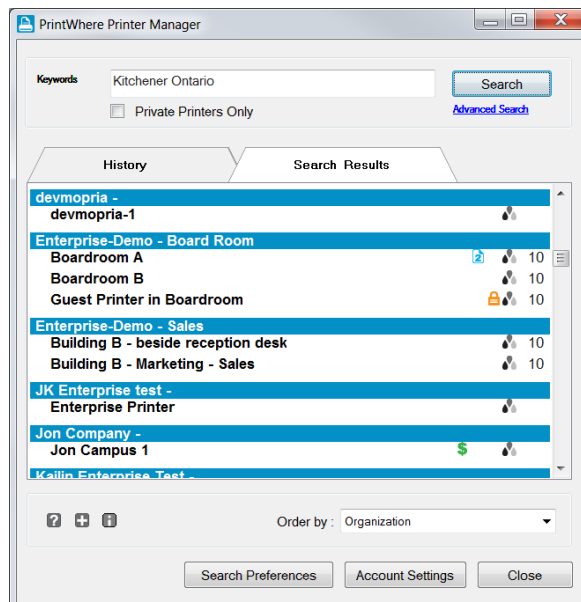 PrintWhere Printer Manager
Keywords
Kitchener Ontario
Search
Private Printers Only
Advanced Search
History
Search Results
devmopria -
devmopria-1
Enterprise-Demo - Board Room
Boardroom A 2 10
Boardroom B 10
Guest Printer in Boardroom 10
Enterprise-Demo - Sales
Building B - beside reception desk 10
Building B - Marketing - Sales 10
JK Enterprise test -
Enterprise Printer
Jon Company -
Jon Campus 1 $
Kailin Enterprise Test -
Order by : Organization
Search Preferences
Account Settings
Close